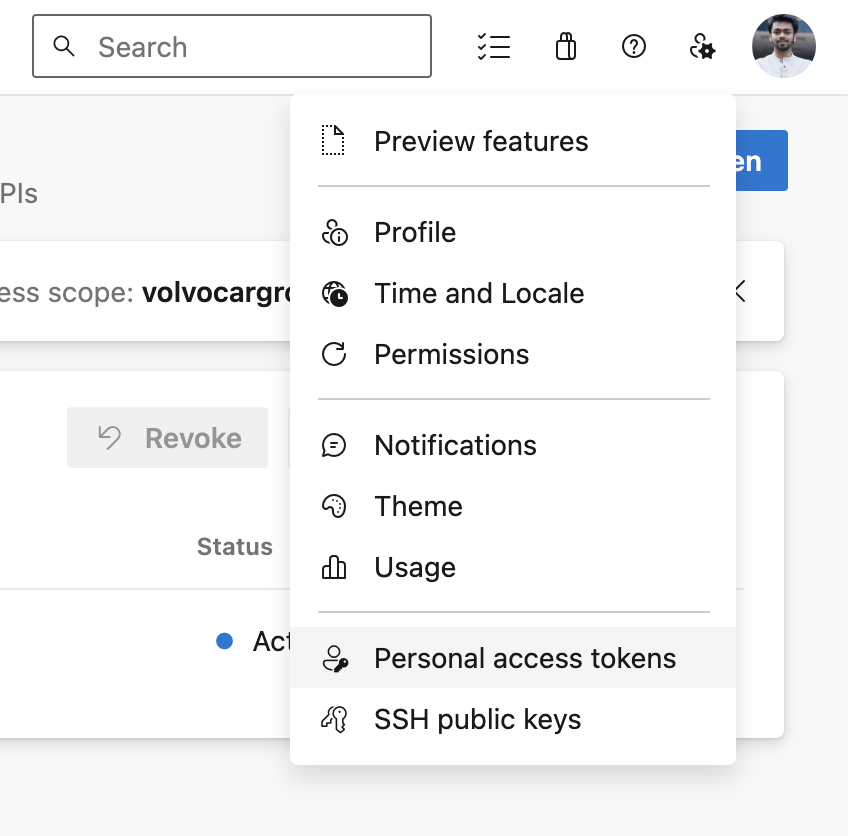 Search
Preview features
en
PIs
Profile
ess scope: volvocargro
Time and Locale
Permissions
Revoke
Notifications
Theme
Status
Usage
Act
Personal access tokens
SSH public keys